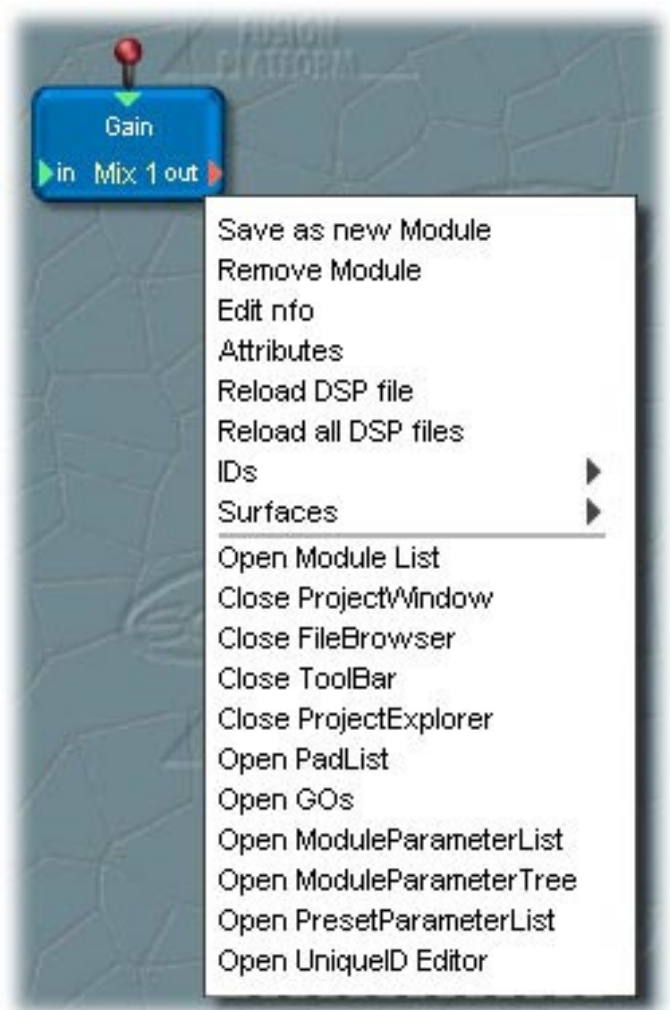 FUSION
PLATFORM
Gain
in Mix 1 out
Save as new Module
Remove Module
Edit nfo
Attributes
Reload DSP file
Reload all DSP files
IDs
Surfaces
Open Module List
Close ProjectWindow
Close FileBrowser
Close ToolBar
Close ProjectExplorer
Open PadList
Open GOs
Open ModuleParameterList
Open ModuleParameterTree
Open PresetParameterList
Open UniqueID Editor